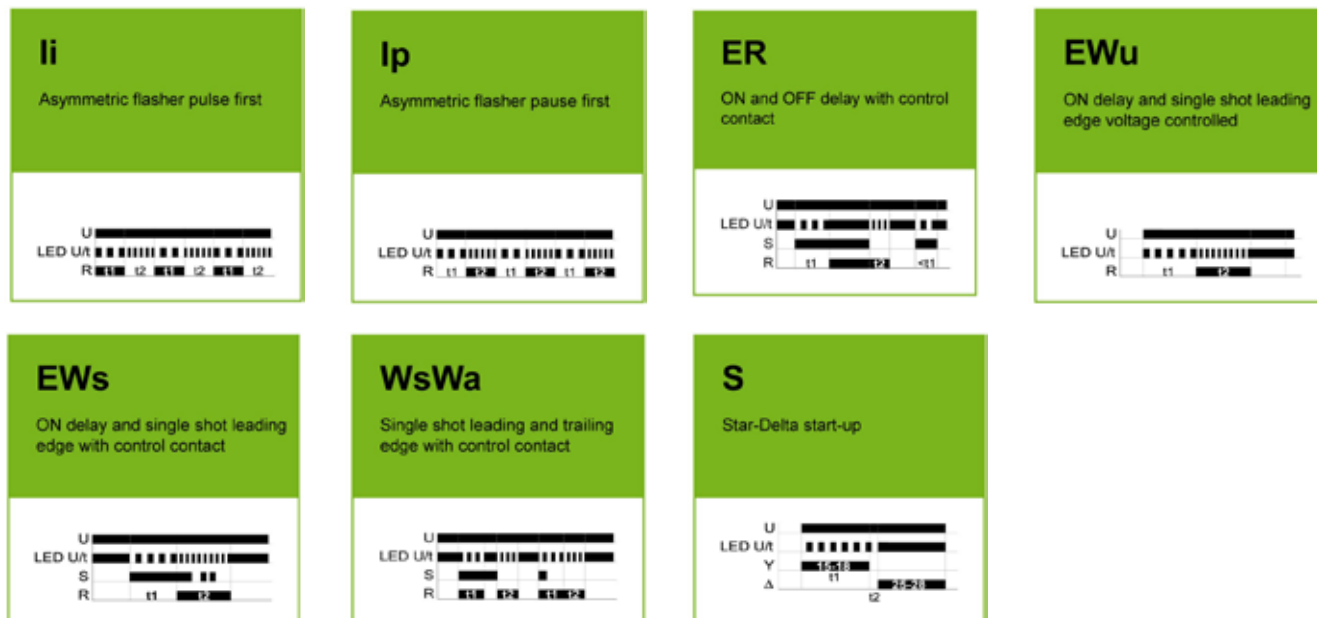 Ii
Asymmetric flasher pulse first
U
LED U/t
R t1 t2 t1 t2 t1 t2
Ip
Asymmetric flasher pause first
U
LED U/t
R t1 t2 t1 t2 t1 t2
ER
ON and OFF delay with control
contact
U
LED U/t
S
R t1 t2 <t1
EWu
ON delay and single shot leading
edge voltage controlled
U
LED U/t
R t1 t2
EWs
ON delay and single shot leading
edge with control contact
U
LED U/t
S
R t1 t2
WsWa
Single shot leading and trailing
edge with control contact
U
LED U/t
S
R t1 t2 t1 t2
S
Star-Delta start-up
U
LED U/t
Y 15-18
t1
Δ 25-28
t2